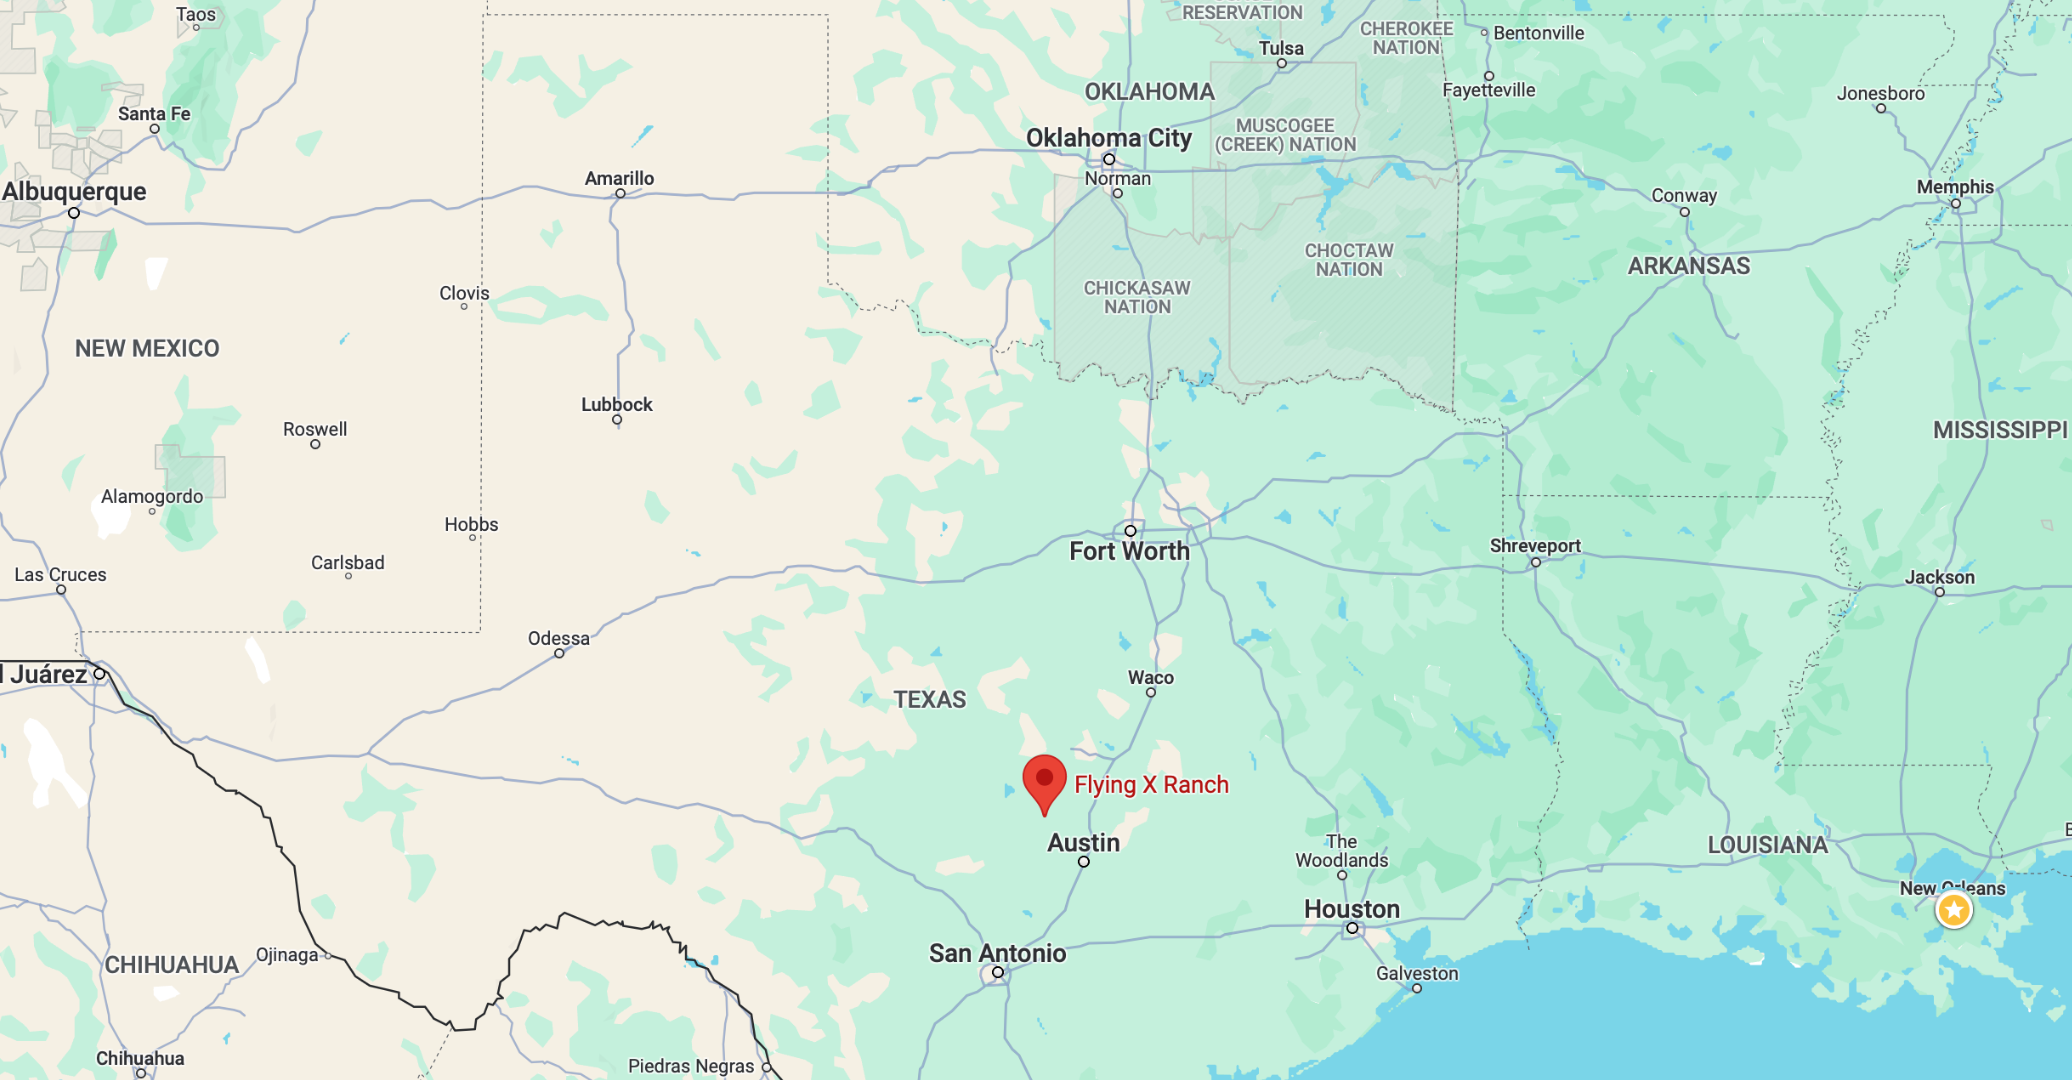 Taos
RESERVATION
CHEROKEE
NATION
Bentonville
Tulsa
OKLAHOMA
Fayetteville
Jonesboro
Santa Fe
MUSCOGEE
(CREEK) NATION
Oklahoma City
Amarillo
Norman
Albuquerque
Conway
Memphis
CHOCTAW
NATION
ARKANSAS
Clovis
CHICKASAW
NATION
NEW MEXICO
Lubbock
Roswell
MISSISSIPPI
Alamogordo
Hobbs
Carlsbad
Fort Worth
Shreveport
Las Cruces
Jackson
Odessa
Juárez
Waco
TEXAS
Flying X Ranch
Austin
The
Woodlands
LOUISIANA
New Orleans
Houston
San Antonio
Ojinaga
CHIHUAHUA
Galveston
Chihuahua
Piedras Negras